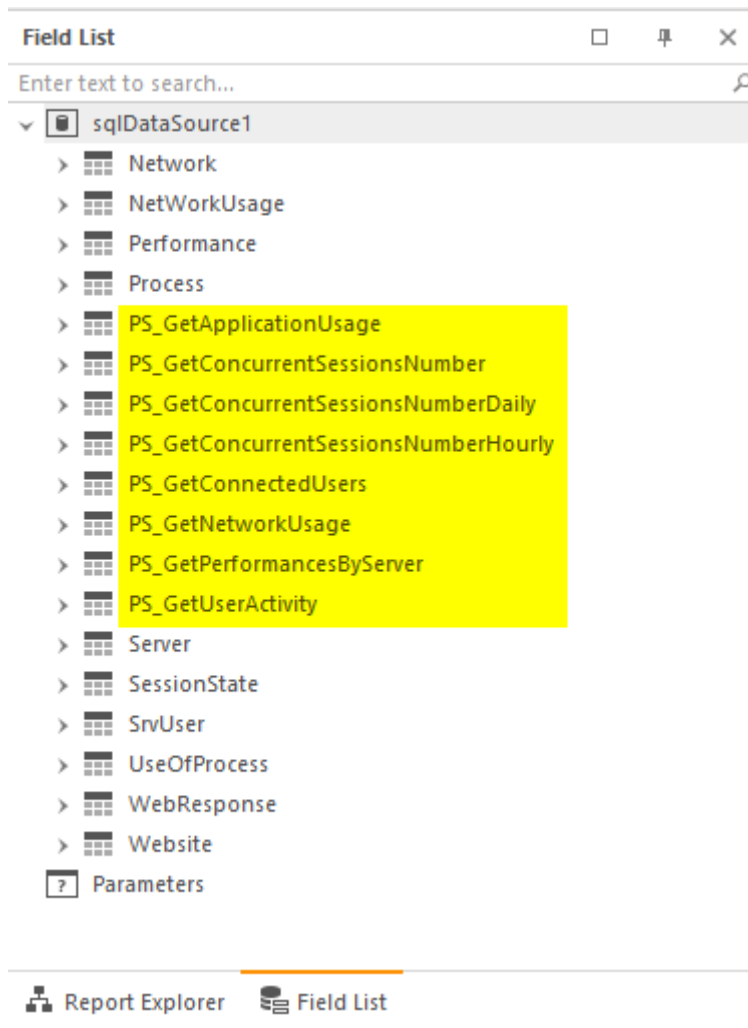 Field List
Enter text to search...
sqlDataSource1
Network
NetWorkUsage
Performance
Process
PS_GetApplicationUsage
PS_GetConcurrentSessionsNumber
PS_GetConcurrentSessionsNumberDaily
PS_GetConcurrentSessionsNumberHourly
PS_GetConnectedUsers
PS_GetNetworkUsage
PS_GetPerformancesByServer
PS_GetUserActivity
Server
SessionState
SrvUser
UseOfProcess
WebResponse
Website
? Parameters
Report Explorer Field List